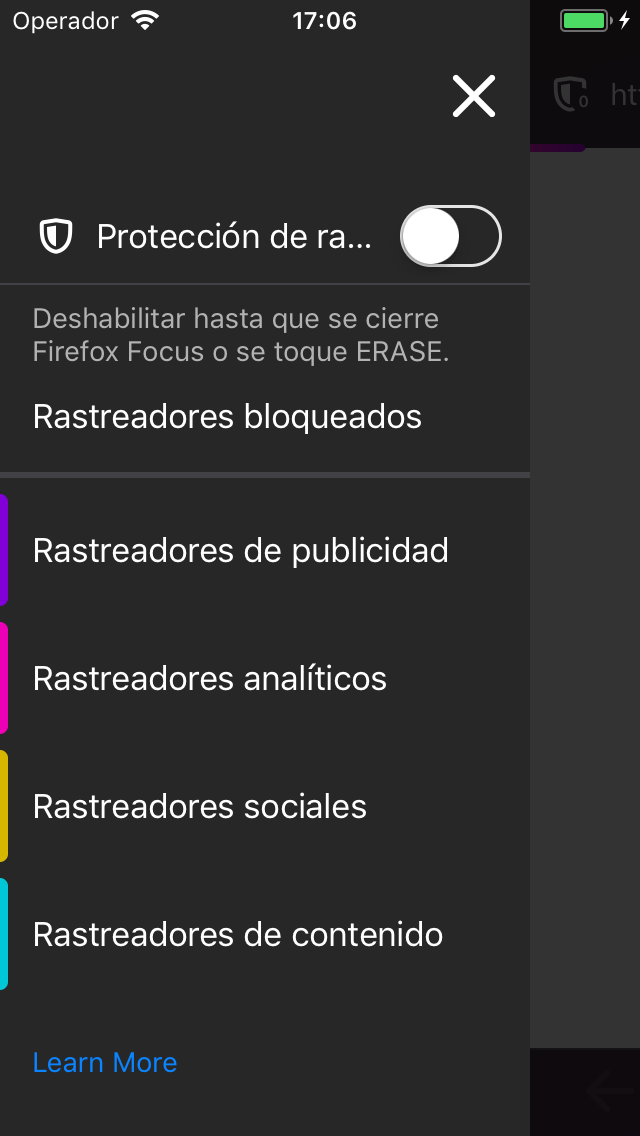 Operador 17:06
Protección de ra...
0 htt
Deshabilitar hasta que se cierre
Firefox Focus o se toque ERASE.
Rastreadores bloqueados
Rastreadores de publicidad
Rastreadores analíticos
Rastreadores sociales
Rastreadores de contenido
Learn More